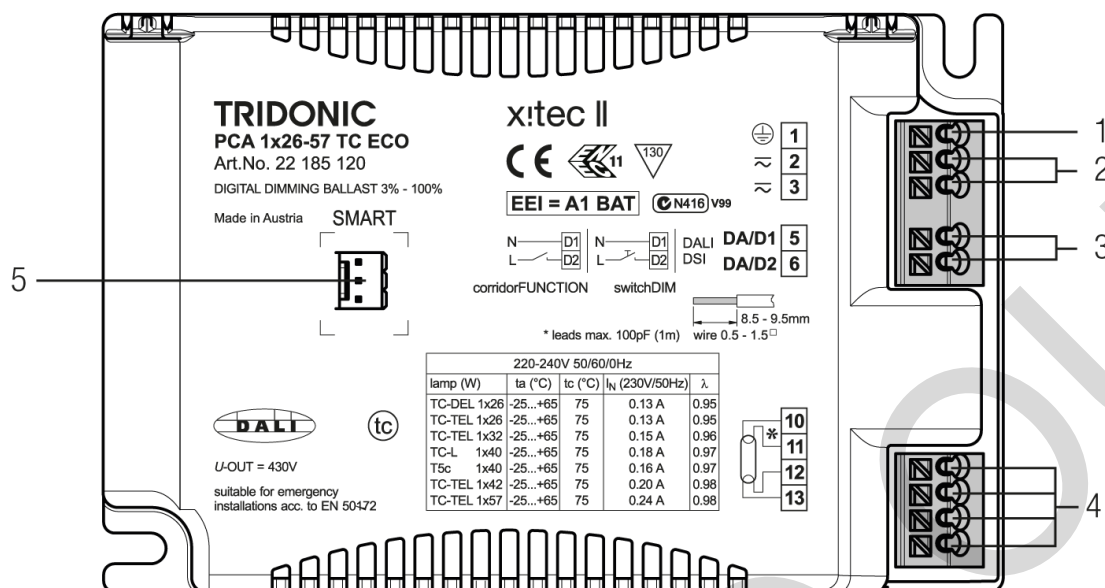 TRIDONIC
PCA 1x26-57 TC ECO
Art.No. 22 185 120
DIGITAL DIMMING BALLAST 3% - 100%
Made in Austria
SMART
x!tec II
CE 11 130
EEI = A1 BAT N416 V99
1
2
3
N D1 N D1 DALI DA/D1 5
L D2 L D2 DSI DA/D2 6
corridorFUNCTION switchDIM
8.5 - 9.5mm
* leads max. 100pF (1m) wire 0.5 - 1.5□
220-240V 50/60/0Hz
lamp (W) ta (°C) tc (°C) IN (230V/50Hz) λ
TC-DEL 1x26 -25...+65 75 0.13 A 0.95
TC-TEL 1x26 -25...+65 75 0.13 A 0.95
TC-TEL 1x32 -25...+65 75 0.15 A 0.96
TC-L 1x40 -25...+65 75 0.18 A 0.97
T5c 1x40 -25...+65 75 0.16 A 0.97
TC-TEL 1x42 -25...+65 75 0.20 A 0.98
TC-TEL 1x57 -25...+65 75 0.24 A 0.98
DALI
tc
U-OUT = 430V
suitable for emergency
installations acc. to EN 50172
10
* 11
12
13
1
2
3
4
5